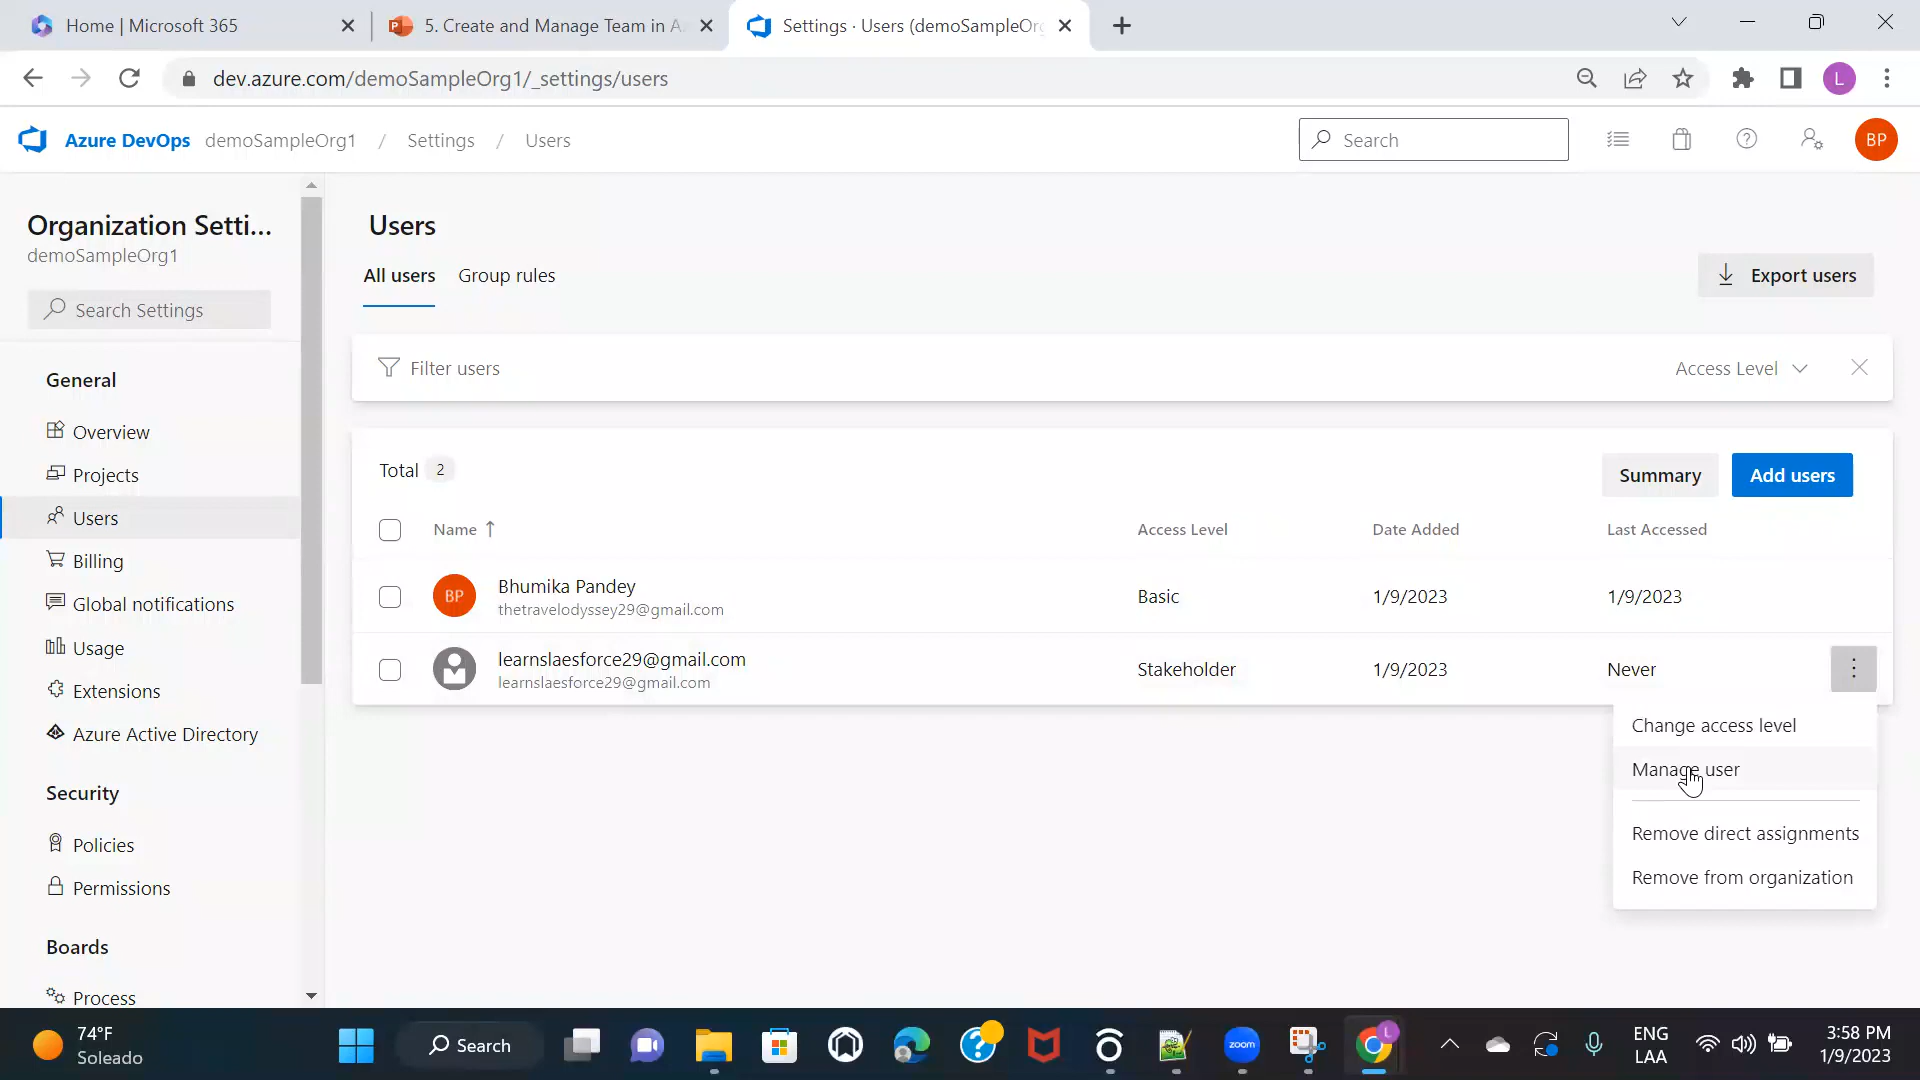 Home | Microsoft 365
5. Create and Manage Team in A
Settings · Users (demoSampleOrg
dev.azure.com/demoSampleOrg1/_settings/users
L
Azure DevOps demoSampleOrg1 / Settings / Users
Search
BP
Organization Setti...
demoSampleOrg1
Search Settings
General
Overview
Projects
Users
Billing
Global notifications
Usage
Extensions
Azure Active Directory
Security
Policies
Permissions
Boards
Process
Users
All users
Group rules
Export users
Filter users
Access Level
Total 2
Summary
Add users
Name
Access Level
Date Added
Last Accessed
BP
Bhumika Pandey
thetravelodyssey29@gmail.com
Basic
1/9/2023
1/9/2023
learnslaesforce29@gmail.com
learnslaesforce29@gmail.com
Stakeholder
1/9/2023
Never
Change access level
Manage user
Remove direct assignments
Remove from organization
74°F
Soleado
Search
zoom
L
ENG
LAA
3:58 PM
1/9/2023